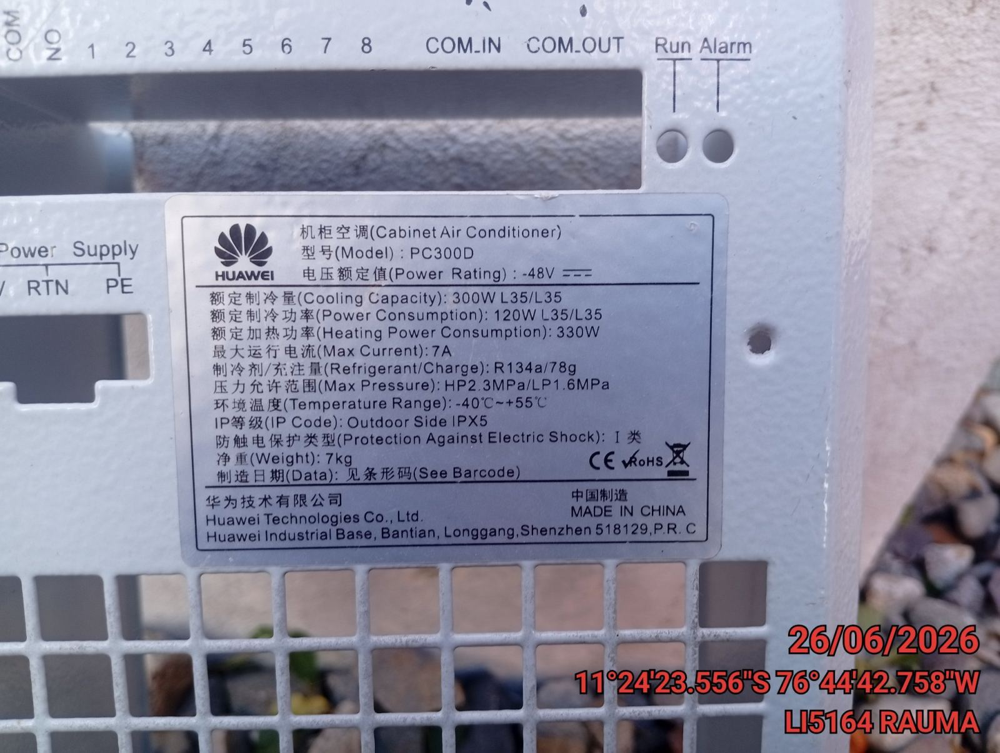 COM NO 1 2 3 4 5 6 7 8 COM_IN COM_OUT Run Alarm
Power Supply
RTN PE
HUAWEI
机柜空调(Cabinet Air Conditioner)
型号(Model) : PC300D
电压额定值(Power Rating) : -48V
额定制冷量(Cooling Capacity): 300W L35/L35
额定制冷功率(Power Consumption): 120W L35/L35
额定加热功率(Heating Power Consumption): 330W
最大运行电流(Max Current): 7A
制冷剂/充注量(Refrigerant/Charge): R134a/78g
压力允许范围(Max Pressure): HP2.3MPa/LP1.6MPa
环境温度(Temperature Range): -40℃~+55℃
IP等级(IP Code): Outdoor Side IPX5
防触电保护类型(Protection Against Electric Shock): I 类
净重(Weight): 7kg
制造日期(Data): 见条形码(See Barcode)
CE RoHS
华为技术有限公司
Huawei Technologies Co., Ltd.
Huawei Industrial Base, Bantian, Longgang,Shenzhen 518129,P.R. C
中国制造
MADE IN CHINA
26/06/2026
11°24'23.556"S 76°44'42.758"W
LI5164 RAUMA